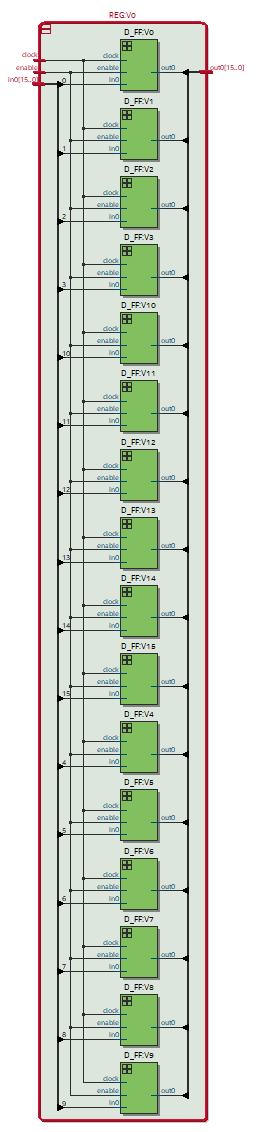 REG:V0
D_FF:V0
clock clock
enable enable out0 out0[15..0]
in0[15..0] 0 in0
D_FF:V1
clock
enable out0
1 in0
D_FF:V2
clock
enable out0
2 in0
D_FF:V3
clock
enable out0
3 in0
D_FF:V10
clock
enable out0
10 in0
D_FF:V11
clock
enable out0
11 in0
D_FF:V12
clock
enable out0
12 in0
D_FF:V13
clock
enable out0
13 in0
D_FF:V14
clock
enable out0
14 in0
D_FF:V15
clock
enable out0
15 in0
D_FF:V4
clock
enable out0
4 in0
D_FF:V5
clock
enable out0
5 in0
D_FF:V6
clock
enable out0
6 in0
D_FF:V7
clock
enable out0
7 in0
D_FF:V8
clock
enable out0
8 in0
D_FF:V9
clock
enable out0
9 in0